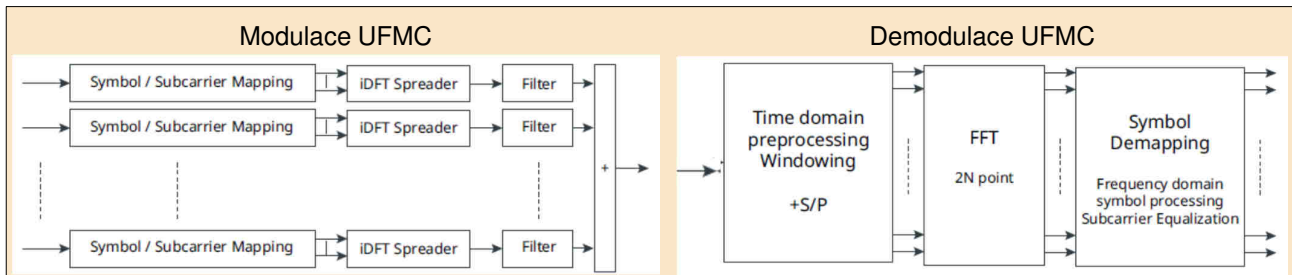 Modulace UFMC
Symbol / Subcarrier Mapping
iDFT Spreader
Filter
Symbol / Subcarrier Mapping
iDFT Spreader
Filter
+
Symbol / Subcarrier Mapping
iDFT Spreader
Filter
Demodulace UFMC
Time domain
preprocessing
Windowing
+S/P
FFT
2N point
Symbol
Demapping
Frequency domain
symbol processing
Subcarrier Equalization